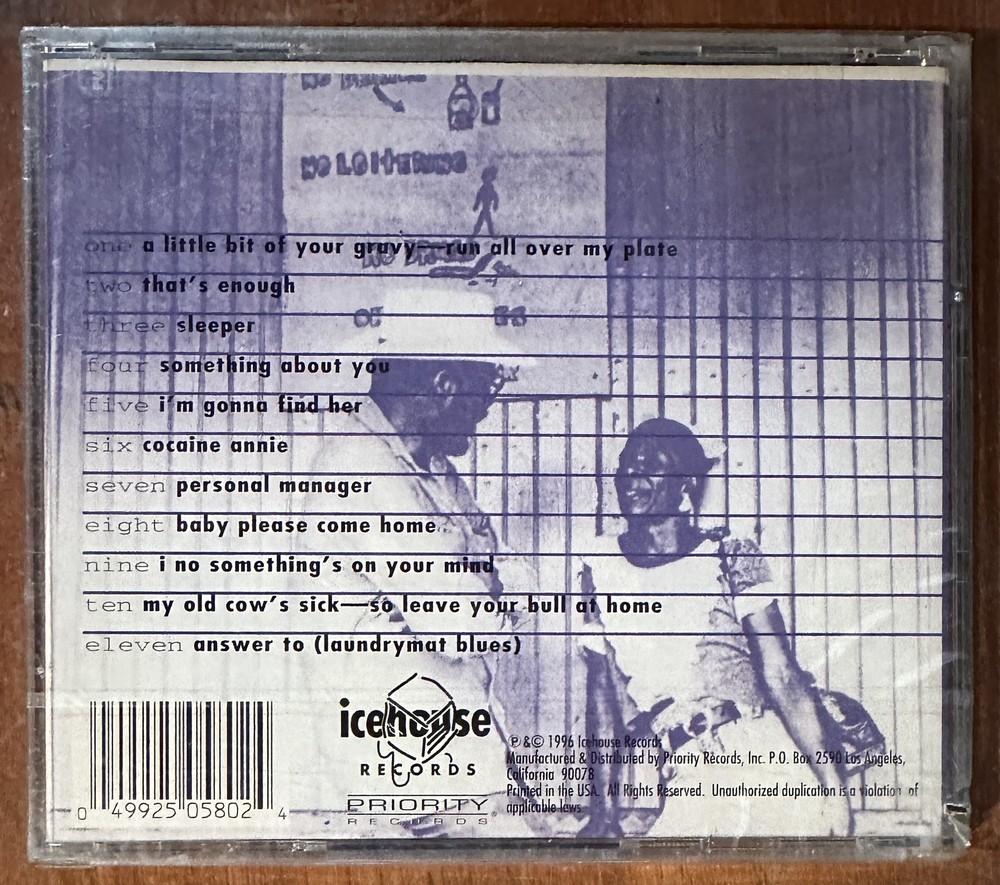 NO LOITERING
one a little bit of your gravy—run all over my plate
two that's enough
three sleeper
four something about you
five i'm gonna find her
six cocaine annie
seven personal manager
eight baby please come home
nine i no something's on your mind
ten my old cow's sick—so leave your bull at home
eleven answer to (laundrymat blues)
icehouse
RECORDS
PRIORITY
RECORDS®
℗ &© 1996 Icehouse Records
Manufactured & Distributed by Priority Records, Inc. P.O. Box 2590 Los Angeles,
California 90078
Printed in the USA. All Rights Reserved. Unauthorized duplication is a violation of
applicable laws
0 49925 05802 4